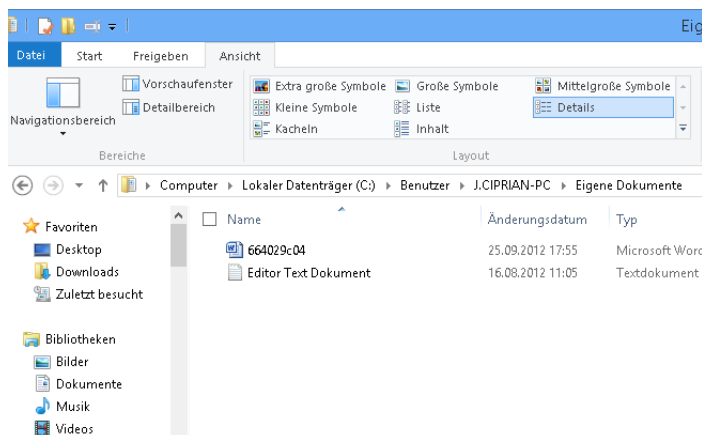 Eig
Datei Start Freigeben Ansicht
Vorschaufenster Extra große Symbole Große Symbole Mittelgroße Symbole
Detailbereich Kleine Symbole Liste Details
Navigationsbereich Kacheln Inhalt
Bereiche Layout
Computer Lokaler Datenträger (C:) Benutzer J.CIPRIAN-PC Eigene Dokumente
Favoriten Name Änderungsdatum Typ
Desktop 664029c04 25.09.2012 17:55 Microsoft Word
Downloads Editor Text Dokument 16.08.2012 11:05 Textdokument
Zuletzt besucht
Bibliotheken
Bilder
Dokumente
Musik
Videos